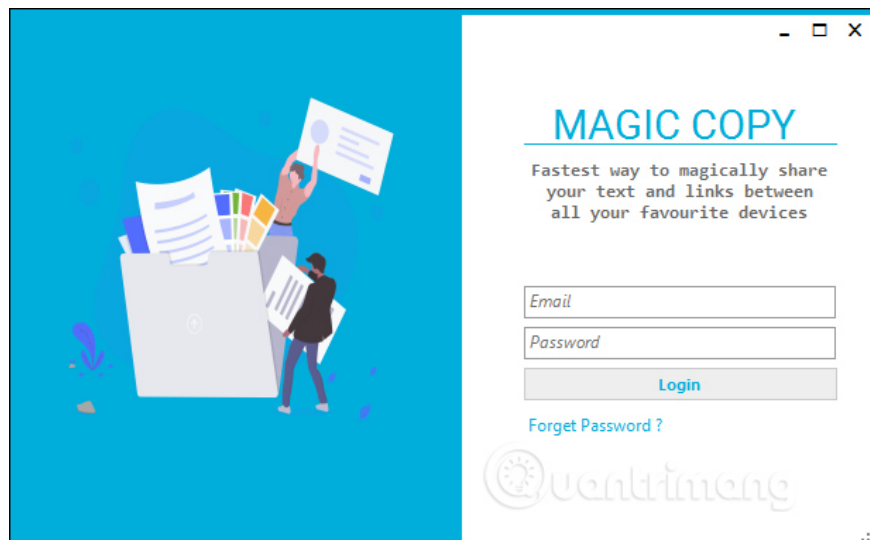 MAGIC COPY
Fastest way to magically share
your text and links between
all your favourite devices
Email
Password
Login
Forget Password ?
Quantrimang